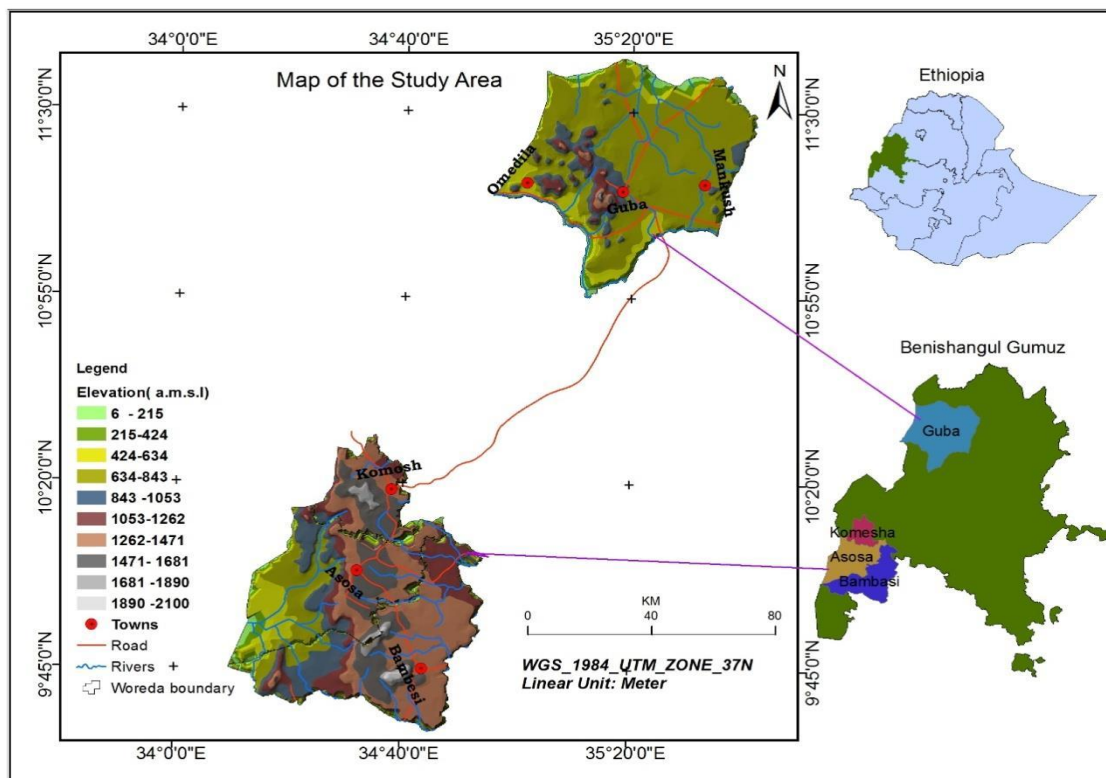 34°0'0"E 34°40'0"E 35°20'0"E
Map of the Study Area
N
11°30'0"N
11°30'0"N
Omedila
Guba
Mankush
10°55'0"N
10°55'0"N
Ethiopia
Legend
Elevation( a.m.s.l)
6 - 215
215-424
424-634
634-843
843 -1053
1053-1262
1262-1471
1471- 1681
1681 -1890
1890 -2100
Towns
Road
Rivers
Woreda boundary
10°20'0"N
10°20'0"N
9°45'0"N
9°45'0"N
Komosh
Asosa
Bambesi
KM
0 40 80
WGS_1984_UTM_ZONE_37N
Linear Unit: Meter
Benishangul Gumuz
Guba
Komesha
Asosa
Bambasi
34°0'0"E 34°40'0"E 35°20'0"E